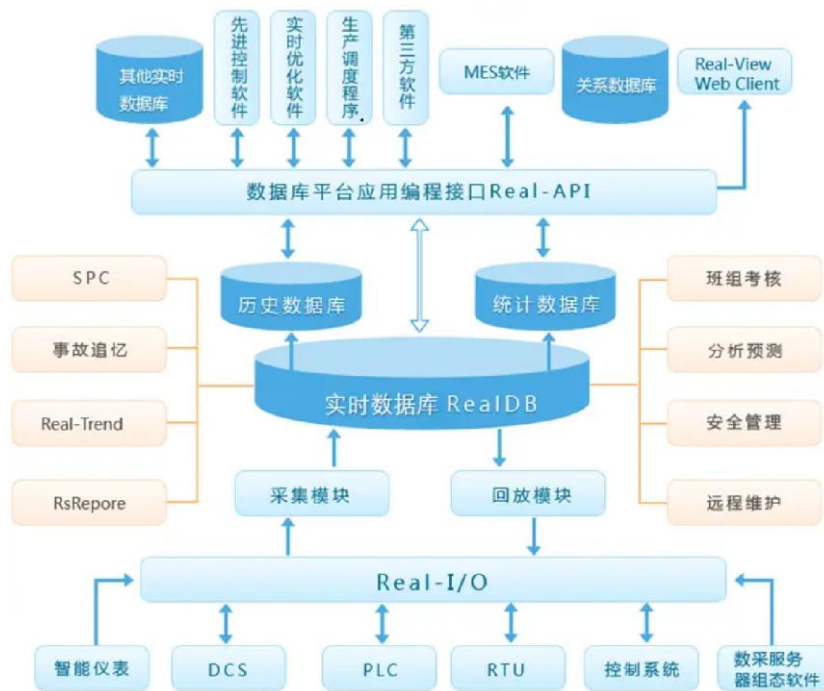 其他实时
数据库
先进控制软件
实时优化软件
生产调度程序
第三方软件
MES软件
关系数据库
Real-View
Web Client
数据库平台应用编程接口Real-API
SPC
历史数据库
统计数据库
班组考核
事故追忆
分析预测
实时数据库 RealDB
Real-Trend
安全管理
RsRepore
采集模块
回放模块
远程维护
Real-I/O
智能仪表
DCS
PLC
RTU
控制系统
数采服务
器组态软件